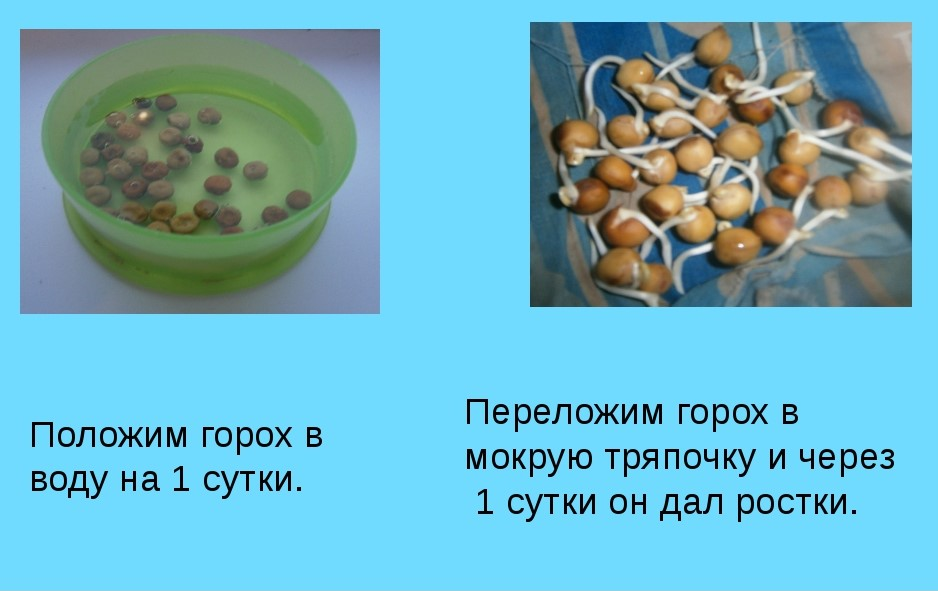 Положим горох в
воду на 1 сутки.
Переложим горох в
мокрую тряпочку и через
1 сутки он дал ростки.